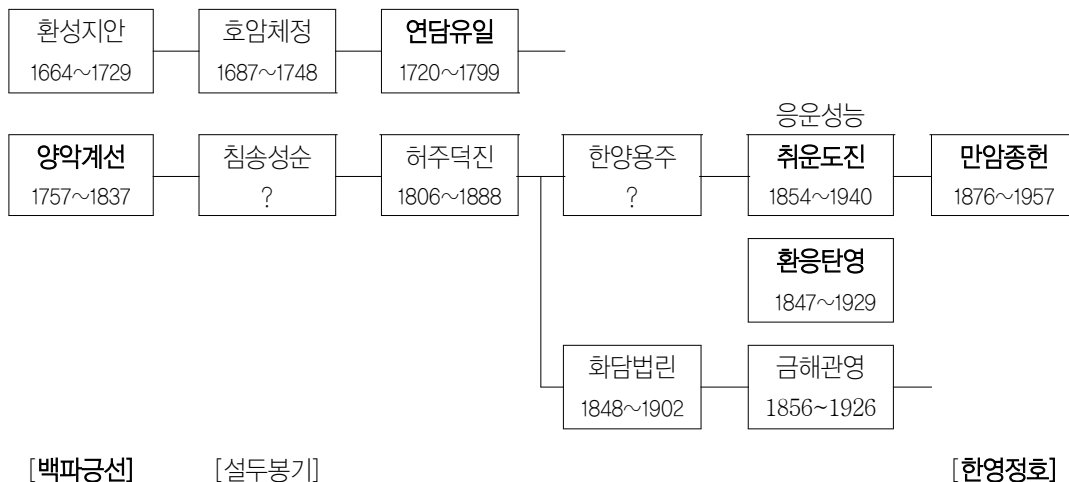 환성지안
1664～1729
호암체정
1687～1748
연담유일
1720～1799
양악계선
1757～1837
침송성순
?
허주덕진
1806～1888
한양용주
?
응운성능
취운도진
1854～1940
만암종헌
1876～1957
환응탄영
1847～1929
화담법린
1848～1902
금해관영
1856~1926
[백파긍선]
[설두봉기]
[한영정호]